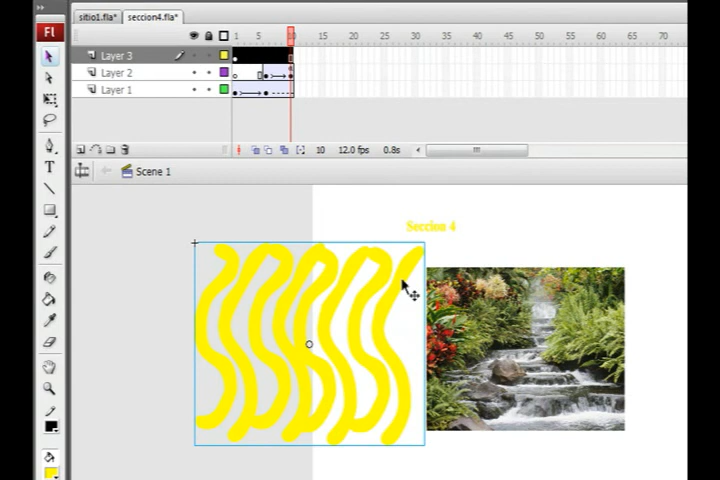 sitio1.fla* seccion4.fla*
Fl
1 5 10 15 20 25 30 35 40 45 50 55 60 65 70
Layer 3
Layer 2
Layer 1
10 12.0 fps 0.8s
Scene 1
Seccion 4
T